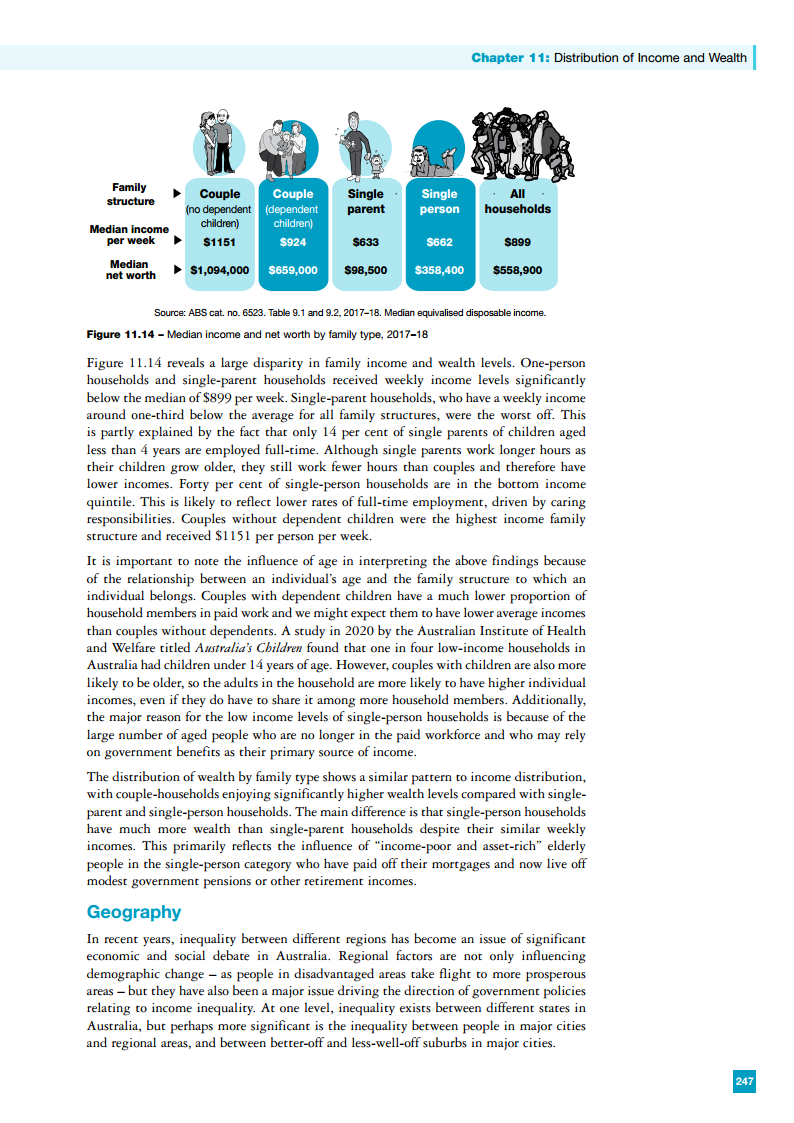 Chapter 11: Distribution of Income and Wealth
Family structure
Couple (no dependent children)
Couple (dependent children)
Single parent
Single person
All households
Median income per week
$1151
$924
$633
$662
$899
Median net worth
$1,094,000
$659,000
$98,500
$358,400
$558,900
Source: ABS cat. no. 6523. Table 9.1 and 9.2, 2017–18. Median equivalised disposable income.
Figure 11.14 – Median income and net worth by family type, 2017–18
Figure 11.14 reveals a large disparity in family income and wealth levels. One-person
households and single-parent households received weekly income levels significantly
below the median of $899 per week. Single-parent households, who have a weekly income
around one-third below the average for all family structures, were the worst off. This
is partly explained by the fact that only 14 per cent of single parents of children aged
less than 4 years are employed full-time. Although single parents work longer hours as
their children grow older, they still work fewer hours than couples and therefore have
lower incomes. Forty per cent of single-person households are in the bottom income
quintile. This is likely to reflect lower rates of full-time employment, driven by caring
responsibilities. Couples without dependent children were the highest income family
structure and received $1151 per person per week.
It is important to note the influence of age in interpreting the above findings because
of the relationship between an individual's age and the family structure to which an
individual belongs. Couples with dependent children have a much lower proportion of
household members in paid work and we might expect them to have lower average incomes
than couples without dependents. A study in 2020 by the Australian Institute of Health
and Welfare titled Australia's Children found that one in four low-income households in
Australia had children under 14 years of age. However, couples with children are also more
likely to be older, so the adults in the household are more likely to have higher individual
incomes, even if they do have to share it among more household members. Additionally,
the major reason for the low income levels of single-person households is because of the
large number of aged people who are no longer in the paid workforce and who may rely
on government benefits as their primary source of income.
The distribution of wealth by family type shows a similar pattern to income distribution,
with couple-households enjoying significantly higher wealth levels compared with single-
parent and single-person households. The main difference is that single-person households
have much more wealth than single-parent households despite their similar weekly
incomes. This primarily reflects the influence of “income-poor and asset-rich” elderly
people in the single-person category who have paid off their mortgages and now live off
modest government pensions or other retirement incomes.
Geography
In recent years, inequality between different regions has become an issue of significant
economic and social debate in Australia. Regional factors are not only influencing
demographic change – as people in disadvantaged areas take flight to more prosperous
areas – but they have also been a major issue driving the direction of government policies
relating to income inequality. At one level, inequality exists between different states in
Australia, but perhaps more significant is the inequality between people in major cities
and regional areas, and between better-off and less-well-off suburbs in major cities.
247